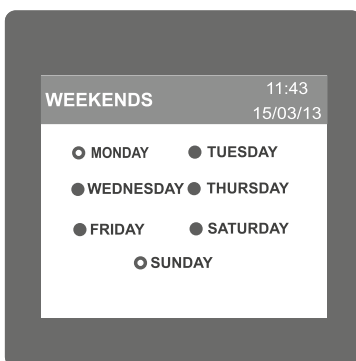 WEEKENDS
11:43
15/03/13
MONDAY
TUESDAY
WEDNESDAY
THURSDAY
FRIDAY
SATURDAY
SUNDAY